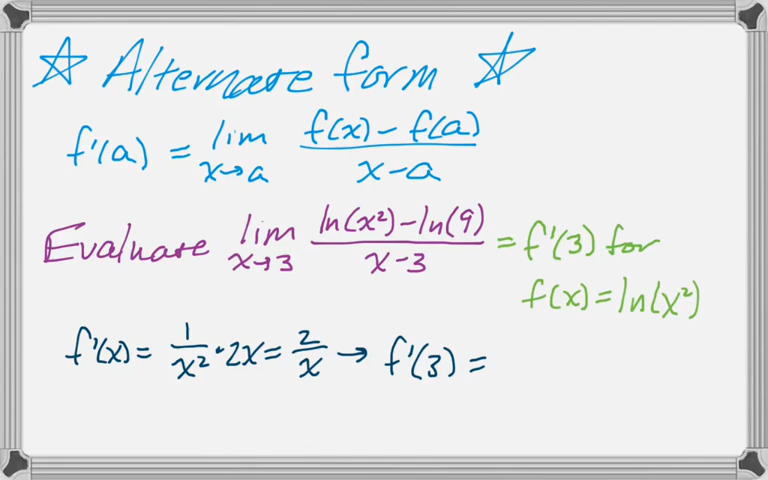 ☆ Alternate form ☆
f'(a) = lim x→a (f(x) - f(a))/(x - a)
Evaluate lim x→3 (ln(x²) - ln(9))/(x - 3) = f'(3) for
f(x) = ln(x²)
f'(x) = 1/x² · 2x = 2/x → f'(3) =